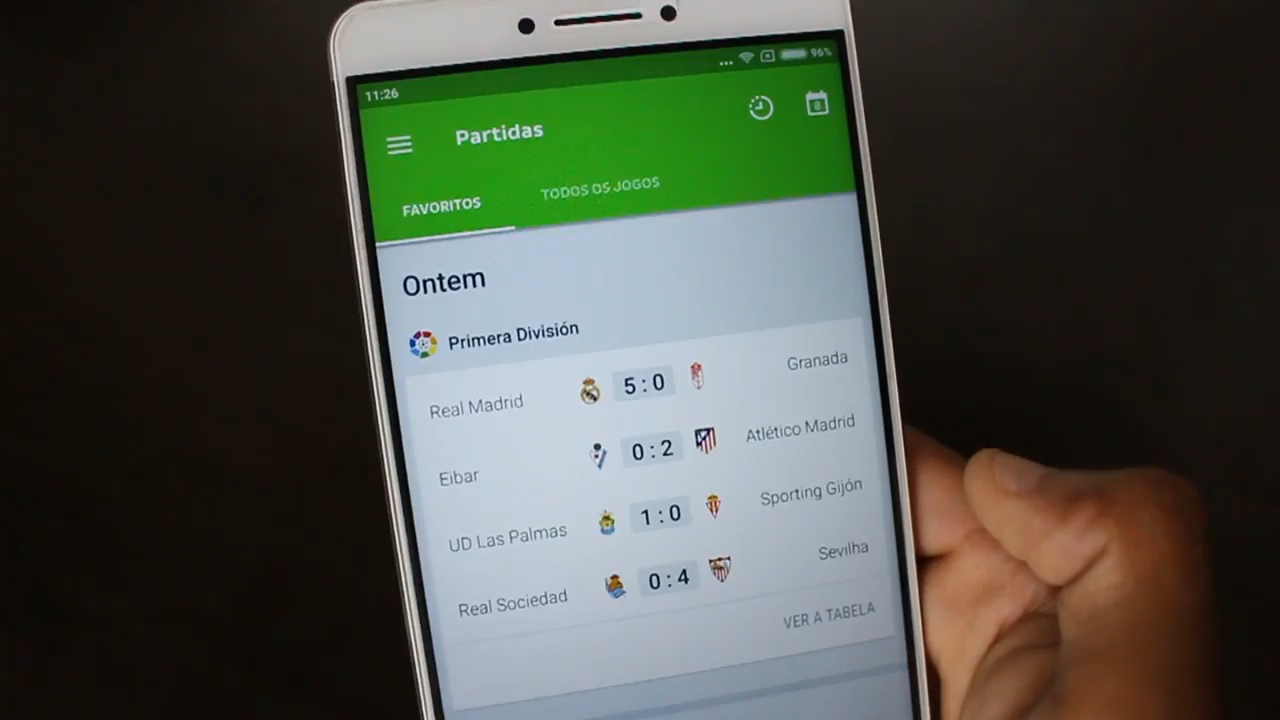 11:26
96%
Partidas
8
FAVORITOS
TODOS OS JOGOS
Ontem
Primera División
Real Madrid 5:0 Granada
Eibar 0:2 Atlético Madrid
UD Las Palmas 1:0 Sporting Gijón
Real Sociedad 0:4 Sevilha
VER A TABELA